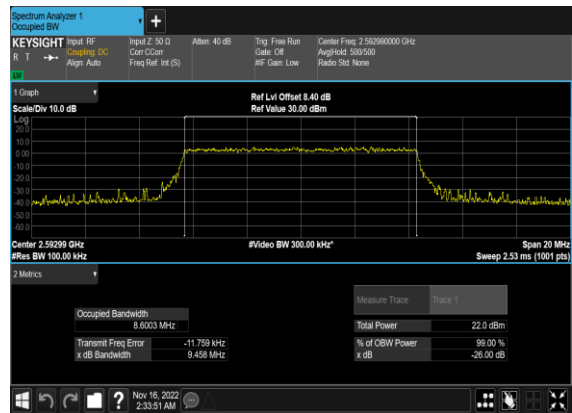 Spectrum Analyzer 1
Occupied BW
+
KEYSIGHT Input: RF Input Z: 50 Ω Atten: 40 dB Trig: Free Run Center Freq: 2.592990000 GHz
R T Coupling: DC Corr CCorr Gate: Off Avg|Hold: 500/500
Align: Auto Freq Ref: Int (S) #IF Gain: Low Radio Std: None
1 Graph
Ref Lvl Offset 8.40 dB
Scale/Div 10.0 dB Ref Value 30.00 dBm
Log
20.0
10.0
0.00
-10.0
-20.0
-30.0
-40.0
-50.0
-60.0
Center 2.59299 GHz #Video BW 300.00 kHz* Span 20 MHz
#Res BW 100.00 kHz Sweep 2.53 ms (1001 pts)
2 Metrics
Measure Trace Trace 1
Occupied Bandwidth
8.6003 MHz Total Power 22.0 dBm
Transmit Freq Error -11.759 kHz % of OBW Power 99.00 %
x dB Bandwidth 9.458 MHz x dB -26.00 dB
? Nov 16, 2022
2:33:51 AM